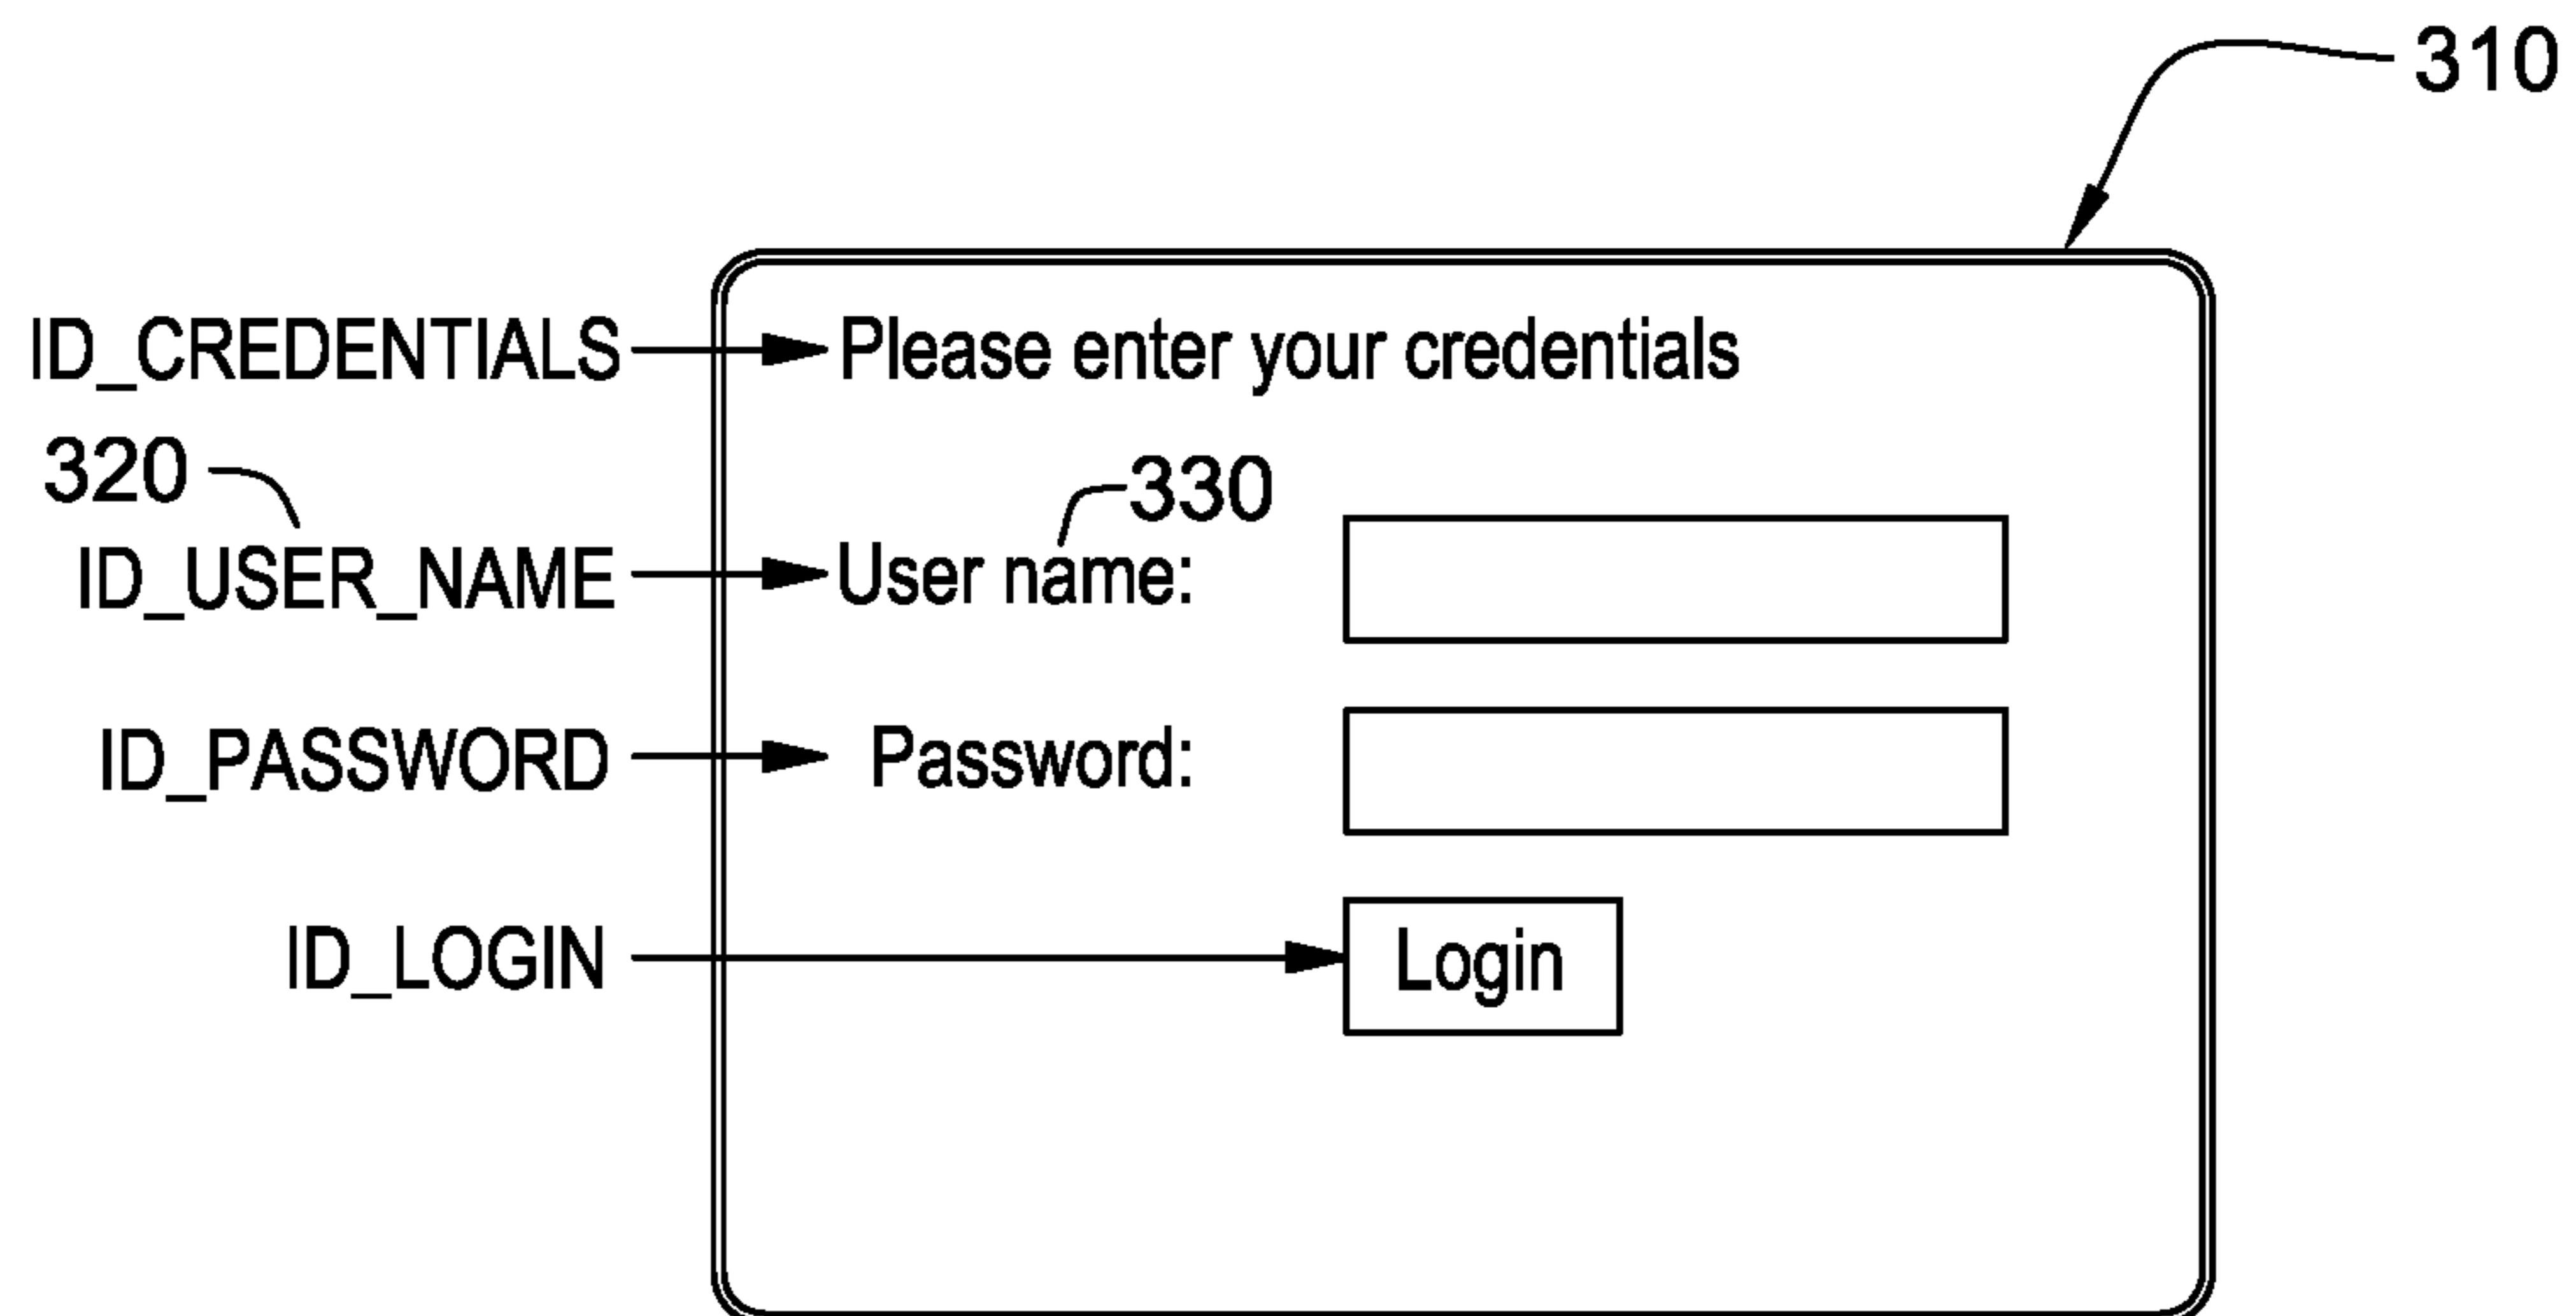 310
ID_CREDENTIALS Please enter your credentials
320 330
ID_USER_NAME User name:
ID_PASSWORD Password:
ID_LOGIN Login